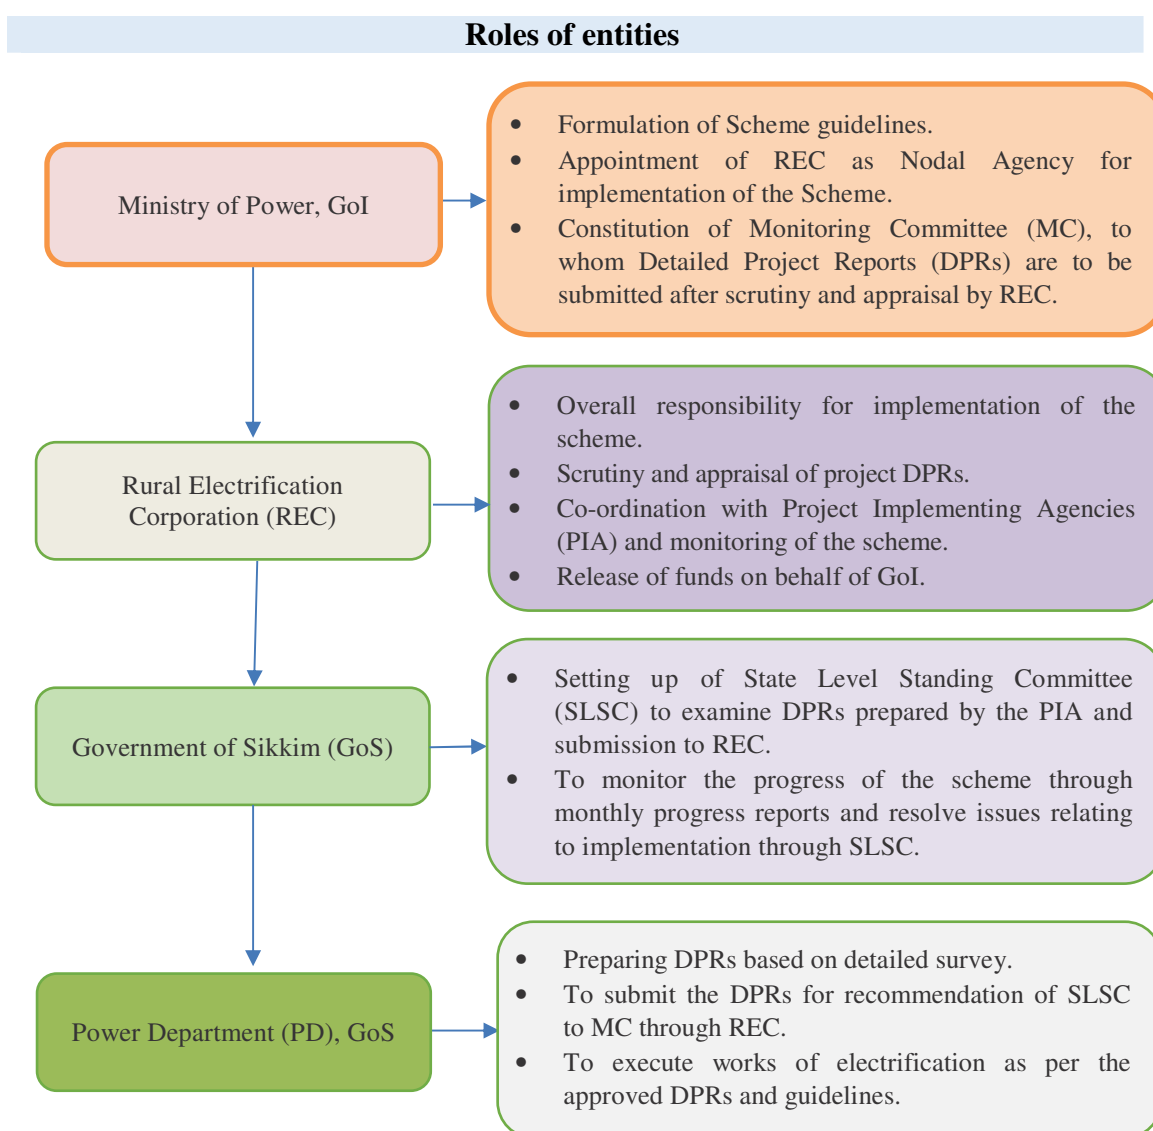 Roles of entities
Ministry of Power, GoI
• Formulation of Scheme guidelines.
• Appointment of REC as Nodal Agency for
implementation of the Scheme.
• Constitution of Monitoring Committee (MC), to
whom Detailed Project Reports (DPRs) are to be
submitted after scrutiny and appraisal by REC.
Rural Electrification
Corporation (REC)
• Overall responsibility for implementation of the
scheme.
• Scrutiny and appraisal of project DPRs.
• Co-ordination with Project Implementing Agencies
(PIA) and monitoring of the scheme.
• Release of funds on behalf of GoI.
Government of Sikkim (GoS)
• Setting up of State Level Standing Committee
(SLSC) to examine DPRs prepared by the PIA and
submission to REC.
• To monitor the progress of the scheme through
monthly progress reports and resolve issues relating
to implementation through SLSC.
Power Department (PD), GoS
• Preparing DPRs based on detailed survey.
• To submit the DPRs for recommendation of SLSC
to MC through REC.
• To execute works of electrification as per the
approved DPRs and guidelines.